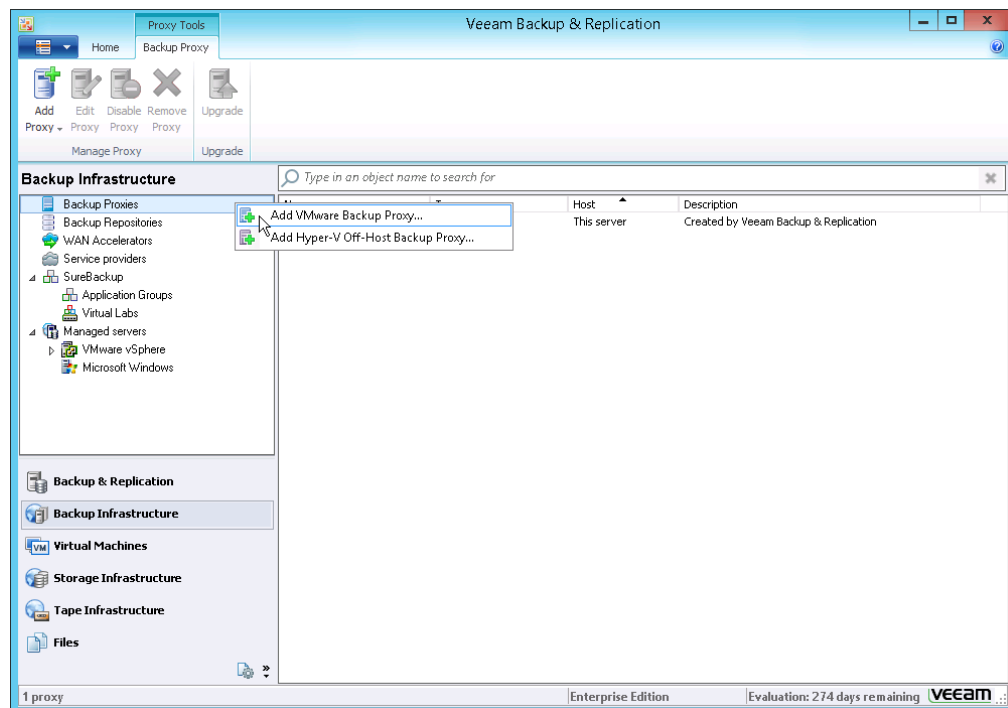 Proxy Tools
Veeam Backup & Replication
Home
Backup Proxy
Add Proxy
Edit Proxy
Disable Proxy
Remove Proxy
Upgrade
Manage Proxy
Upgrade
Backup Infrastructure
Type in an object name to search for
Backup Proxies
Backup Repositories
WAN Accelerators
Service providers
SureBackup
Application Groups
Virtual Labs
Managed servers
VMware vSphere
Microsoft Windows
Add VMware Backup Proxy...
Add Hyper-V Off-Host Backup Proxy...
Host
Description
This server
Created by Veeam Backup & Replication
Backup & Replication
Backup Infrastructure
VM
Virtual Machines
Storage Infrastructure
Tape Infrastructure
Files
1 proxy
Enterprise Edition
Evaluation: 274 days remaining
veeam